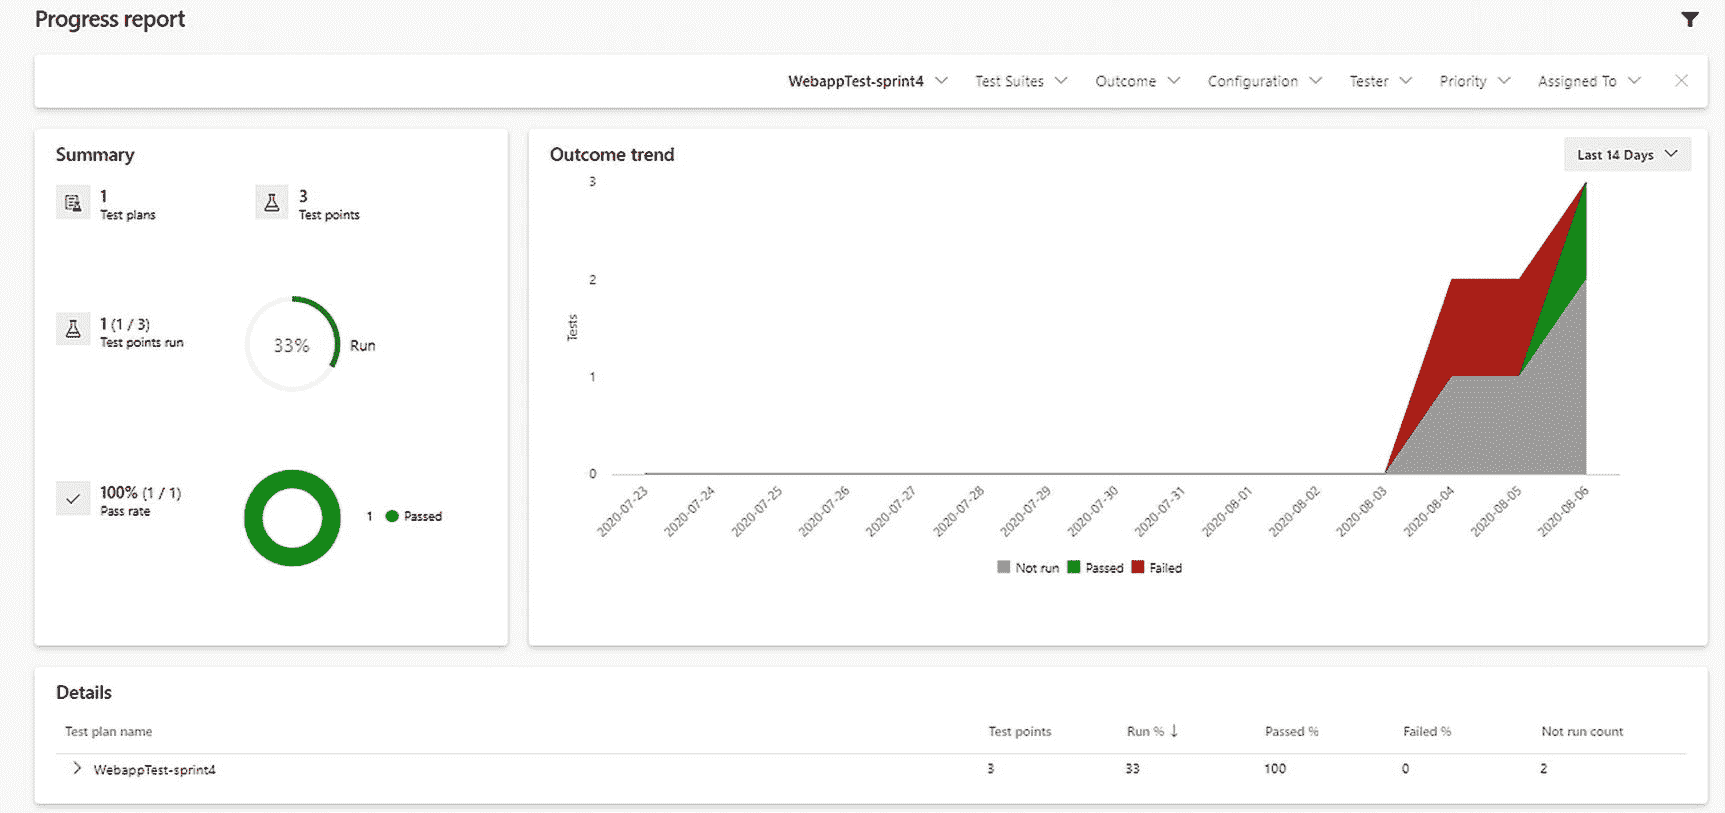 Progress report
WebappTest-sprint4 Test Suites Outcome Configuration Tester Priority Assigned To
Summary
1
Test plans
3
Test points
1 (1 / 3)
Test points run
33%
Run
100% (1 / 1)
Pass rate
1 Passed
Outcome trend
Last 14 Days
3
2
1
0
Tests
2020-07-23 2020-07-24 2020-07-25 2020-07-26 2020-07-27 2020-07-28 2020-07-29 2020-07-30 2020-07-31 2020-08-01 2020-08-02 2020-08-03 2020-08-04 2020-08-05 2020-08-06
Not run Passed Failed
Details
Test plan name Test points Run % ↓ Passed % Failed % Not run count
WebappTest-sprint4 3 33 100 0 2